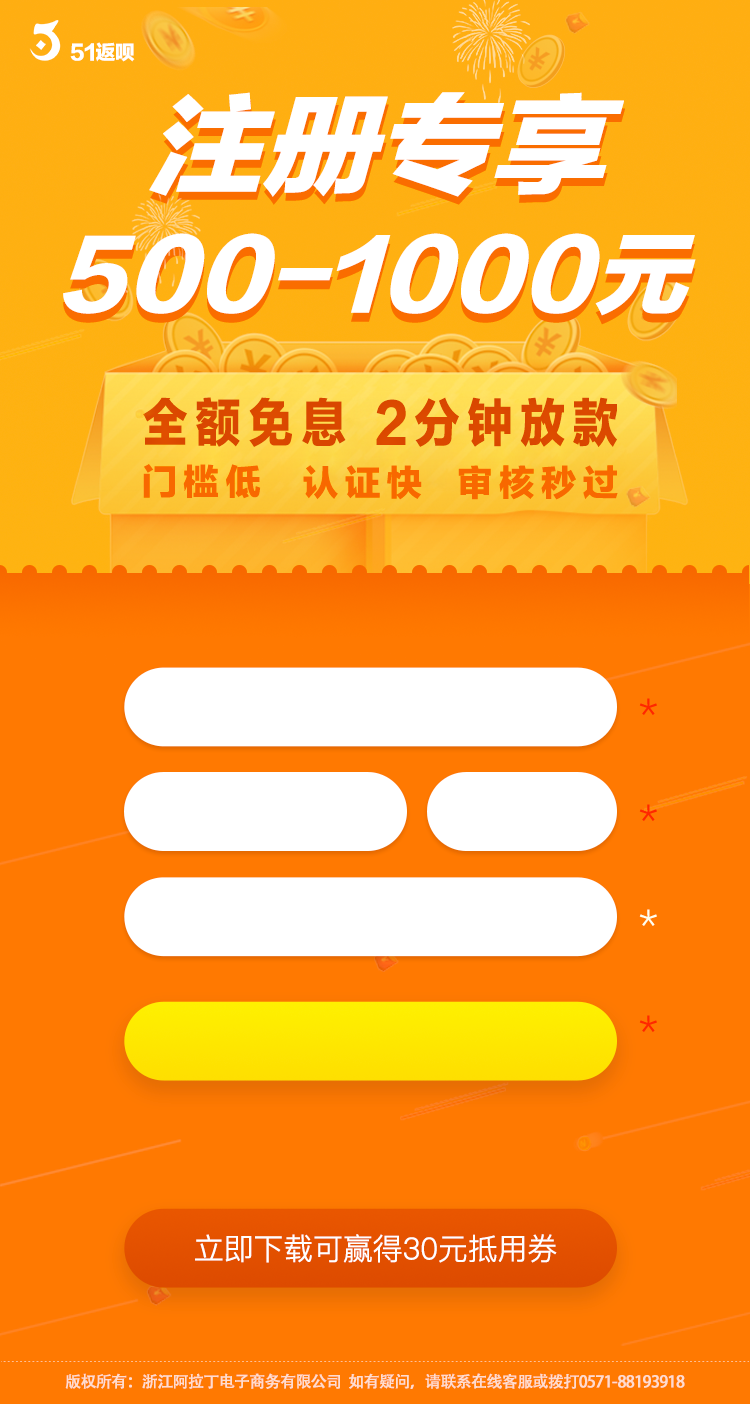 51返呗
注册专享
500-1000元
全额免息 2分钟放款
门槛低 认证快 审核秒过
*
*
*
*
立即下载可赢得30元抵用券
版权所有：浙江阿拉丁电子商务有限公司 如有疑问，请联系在线客服或拨打0571-88193918